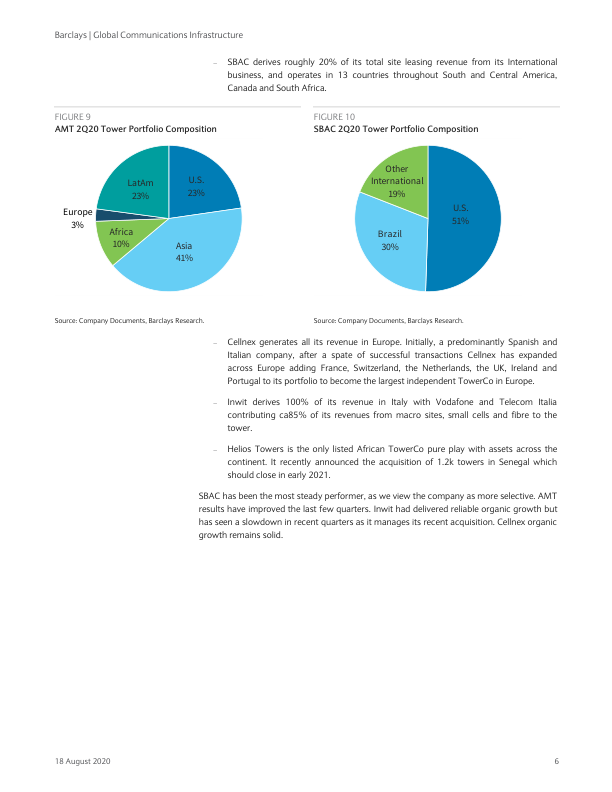 Barclays | Global Communications Infrastructure
– SBAC derives roughly 20% of its total site leasing revenue from its International
business, and operates in 13 countries throughout South and Central America,
Canada and South Africa.
FIGURE 9
AMT 2Q20 Tower Portfolio Composition
LatAm
23%
U.S.
23%
Europe
3%
Africa
10%
Asia
41%
Source: Company Documents, Barclays Research.
FIGURE 10
SBAC 2Q20 Tower Portfolio Composition
Other
International
19%
U.S.
51%
Brazil
30%
Source: Company Documents, Barclays Research.
– Cellnex generates all its revenue in Europe. Initially, a predominantly Spanish and
Italian company, after a spate of successful transactions Cellnex has expanded
across Europe adding France, Switzerland, the Netherlands, the UK, Ireland and
Portugal to its portfolio to become the largest independent TowerCo in Europe.
– Inwit derives 100% of its revenue in Italy with Vodafone and Telecom Italia
contributing ca85% of its revenues from macro sites, small cells and fibre to the
tower.
– Helios Towers is the only listed African TowerCo pure play with assets across the
continent. It recently announced the acquisition of 1.2k towers in Senegal which
should close in early 2021.
SBAC has been the most steady performer, as we view the company as more selective. AMT
results have improved the last few quarters. Inwit had delivered reliable organic growth but
has seen a slowdown in recent quarters as it manages its recent acquisition. Cellnex organic
growth remains solid.
18 August 2020
6